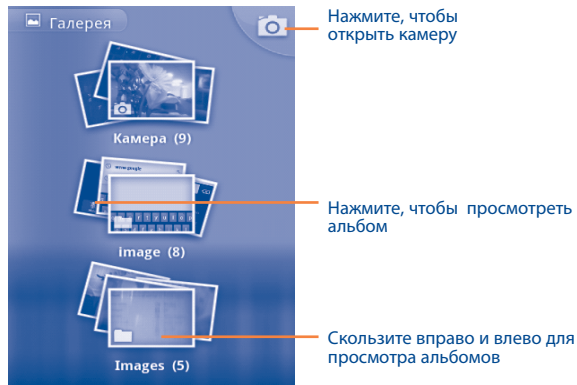 Галерея
Нажмите, чтобы
открыть камеру
Камера (9)
Нажмите, чтобы просмотреть
альбом
image (8)
Скользите вправо и влево для
просмотра альбомов
Images (5)